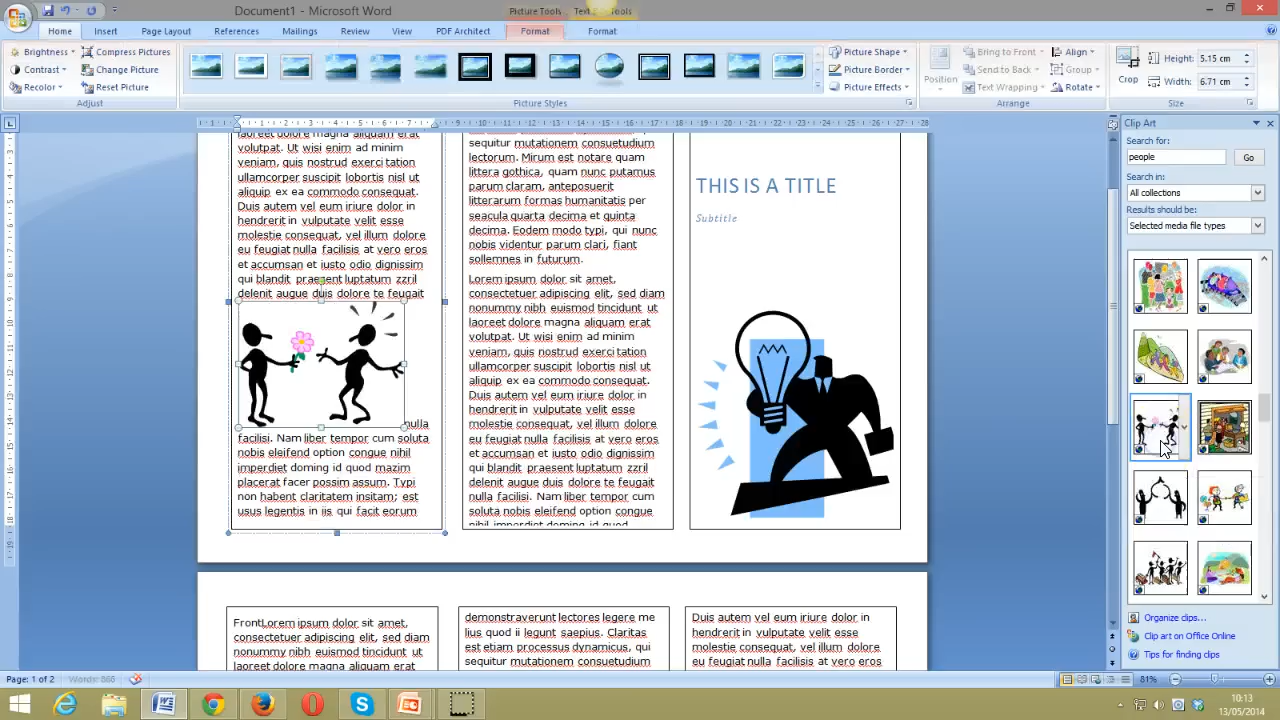 Document1 - Microsoft Word
Picture Tools
Home
Insert
Page Layout
References
Mailings
Review
View
PDF Architect
Format
Format
Brightness
Contrast
Recolor
Compress Pictures
Change Picture
Reset Picture
Adjust
Picture Styles
Picture Shape
Picture Border
Picture Effects
Position
Bring to Front
Send to Back
Text Wrapping
Align
Group
Rotate
Arrange
Crop
Height: 5.15 cm
Width: 6.71 cm
Size
laoreet dolore magna aliquam erat
volutpat. Ut wisi enim ad minim
veniam, quis nostrud exerci tation
ullamcorper suscipit lobortis nisl ut
aliquip ex ea commodo consequat.
Duis autem vel eum iriure dolor in
hendrerit in vulputate velit esse
molestie consequat, vel illum dolore
eu feugiat nulla facilisis at vero eros
et accumsan et iusto odio dignissim
qui blandit praesent luptatum zzril
delenit augue duis dolore te feugait
nulla
facilisi. Nam liber tempor cum soluta
nobis eleifend option congue nihil
imperdiet doming id quod mazim
placerat facer possim assum. Typi
non habent claritatem insitam; est
usus legentis in iis qui facit eorum
sequitur mutationem consuetudium
lectorum. Mirum est notare quam
littera gothica, quam nunc putamus
parum claram, anteposuerit
litterarum formas humanitatis per
seacula quarta decima et quinta
decima. Eodem modo typi, qui nunc
nobis videntur parum clari, fiant
sollemnes in futurum.
Lorem ipsum dolor sit amet,
consectetuer adipiscing elit, sed diam
nonummy nibh euismod tincidunt ut
laoreet dolore magna aliquam erat
volutpat. Ut wisi enim ad minim
veniam, quis nostrud exerci tation
ullamcorper suscipit lobortis nisl ut
aliquip ex ea commodo consequat.
Duis autem vel eum iriure dolor in
hendrerit in vulputate velit esse
molestie consequat, vel illum dolore
eu feugiat nulla facilisis at vero eros
et accumsan et iusto odio dignissim
qui blandit praesent luptatum zzril
delenit augue duis dolore te feugait
nulla facilisi. Nam liber tempor cum
soluta nobis eleifend option congue
nihil imperdiet doming id quod
THIS IS A TITLE
Subtitle
FrontLorem ipsum dolor sit amet,
consectetuer adipiscing elit, sed diam
nonummy nibh euismod tincidunt ut
laoreet dolore magna aliquam erat
demonstraverunt lectores legere me
lius quod ii legunt saepius. Claritas
est etiam processus dynamicus, qui
sequitur mutationem consuetudium
Duis autem vel eum iriure dolor in
hendrerit in vulputate velit esse
molestie consequat, vel illum dolore
eu feugiat nulla facilisis at vero eros
Clip Art
Search for:
people
Go
Search in:
All collections
Results should be:
Selected media file types
Organize clips...
Clip art on Office Online
Tips for finding clips
Page: 1 of 2
Words: 866
81%
10:13
13/05/2014